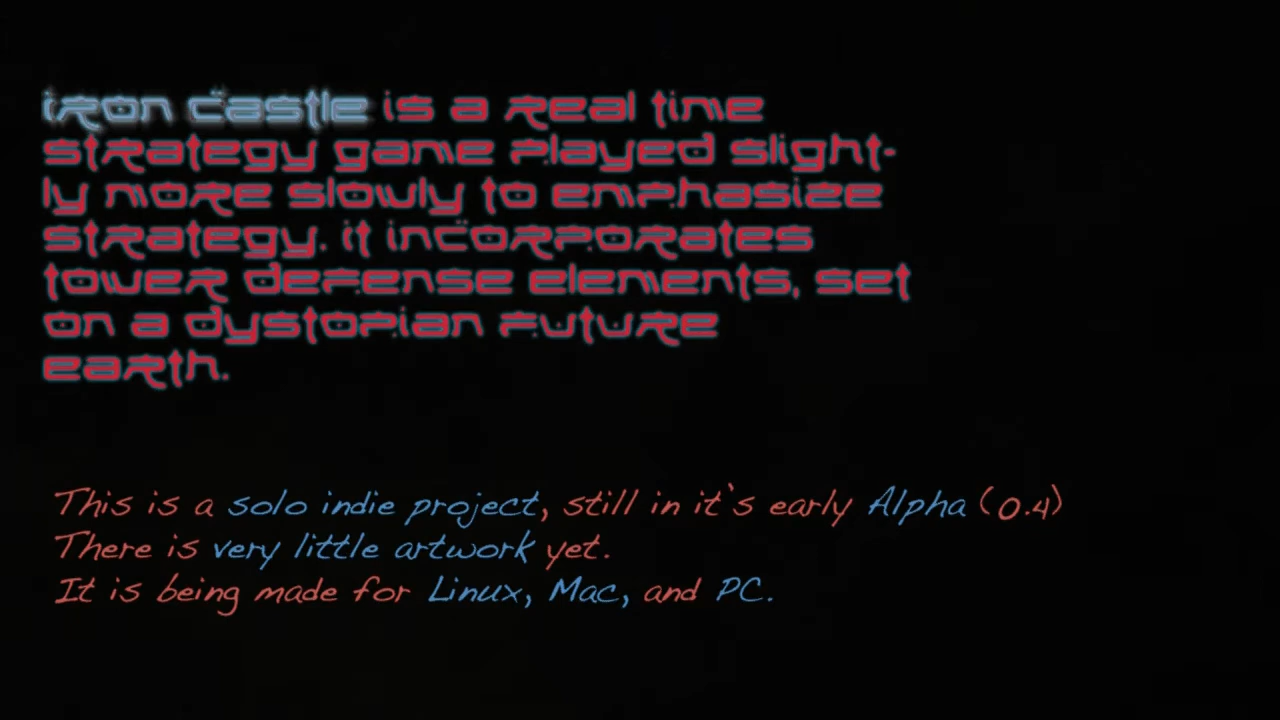 iron castle is a real time
strategy game played slight-
ly more slowly to emphasize
strategy. it incorporates
tower defense elements, set
on a dystopian future
earth.
This is a solo indie project, still in it's early Alpha (0.4)
There is very little artwork yet.
It is being made for Linux, Mac, and PC.